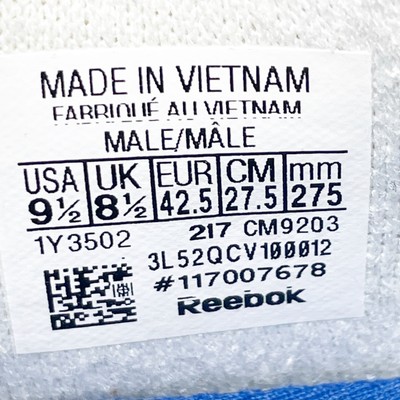 MADE IN VIETNAM
FABRIQUÉ AU VIETNAM
MALE/MÂLE
USA UK EUR CM mm
9½ 8½ 42.5 27.5 275
1Y3502 217 CM9203
3L52QCV100012
#117007678
Reebok